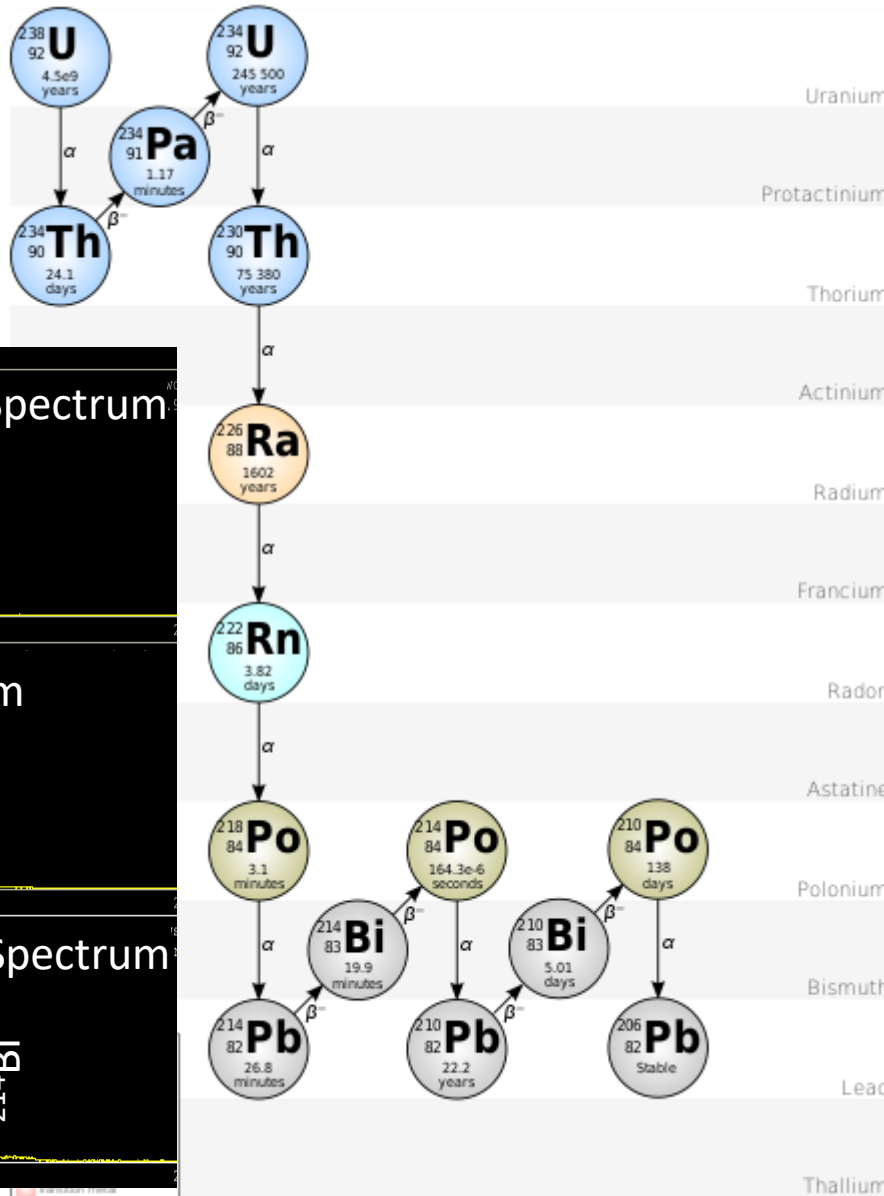 238
92 U
4.5e9
years
234
92 U
245 500
years
Uranium
α
β⁻
234
91 Pa
1.17
minutes
α
Protactinium
β⁻
234
90 Th
24.1
days
230
90 Th
75 380
years
Thorium
α
Actinium
Spectrum
226
88 Ra
1602
years
Radium
α
Francium
222
86 Rn
3.82
days
Rador
m
α
Astatine
218
84 Po
3.1
minutes
214
84 Po
164.3e-6
seconds
210
84 Po
138
days
Polonium
β⁻
β⁻
α
214
83 Bi
19.9
minutes
α
210
83 Bi
5.01
days
α
Spectrum
Bismuth
β⁻
β⁻
214
82 Pb
26.8
minutes
210
82 Pb
22.2
years
206
82 Pb
Stable
²¹⁴Bi
Lead
Thallium
transition metal